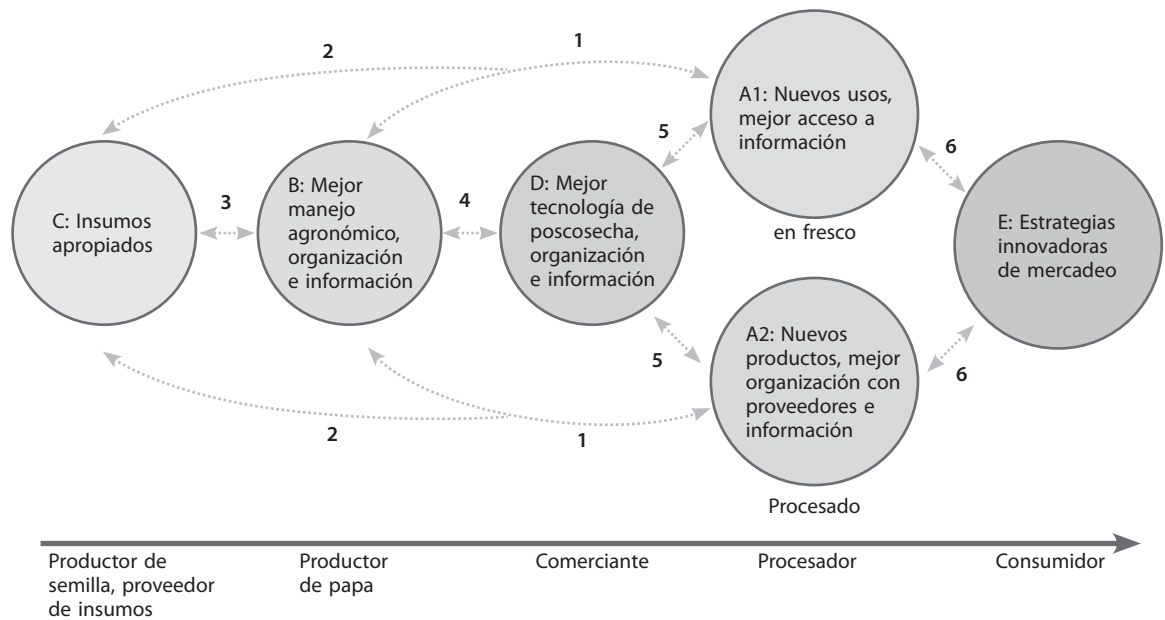 2
1
A1: Nuevos usos,
mejor acceso a
información
5
6
C: Insumos
apropiados
3
B: Mejor
manejo
agronómico,
organización
e información
4
D: Mejor
tecnología de
poscosecha,
organización
e información
en fresco
E: Estrategias
innovadoras
de mercadeo
A2: Nuevos
productos, mejor
organización con
proveedores e
información
5
6
2
1
Procesado
Productor de
semilla, proveedor
de insumos
Productor
de papa
Comerciante
Procesador
Consumidor